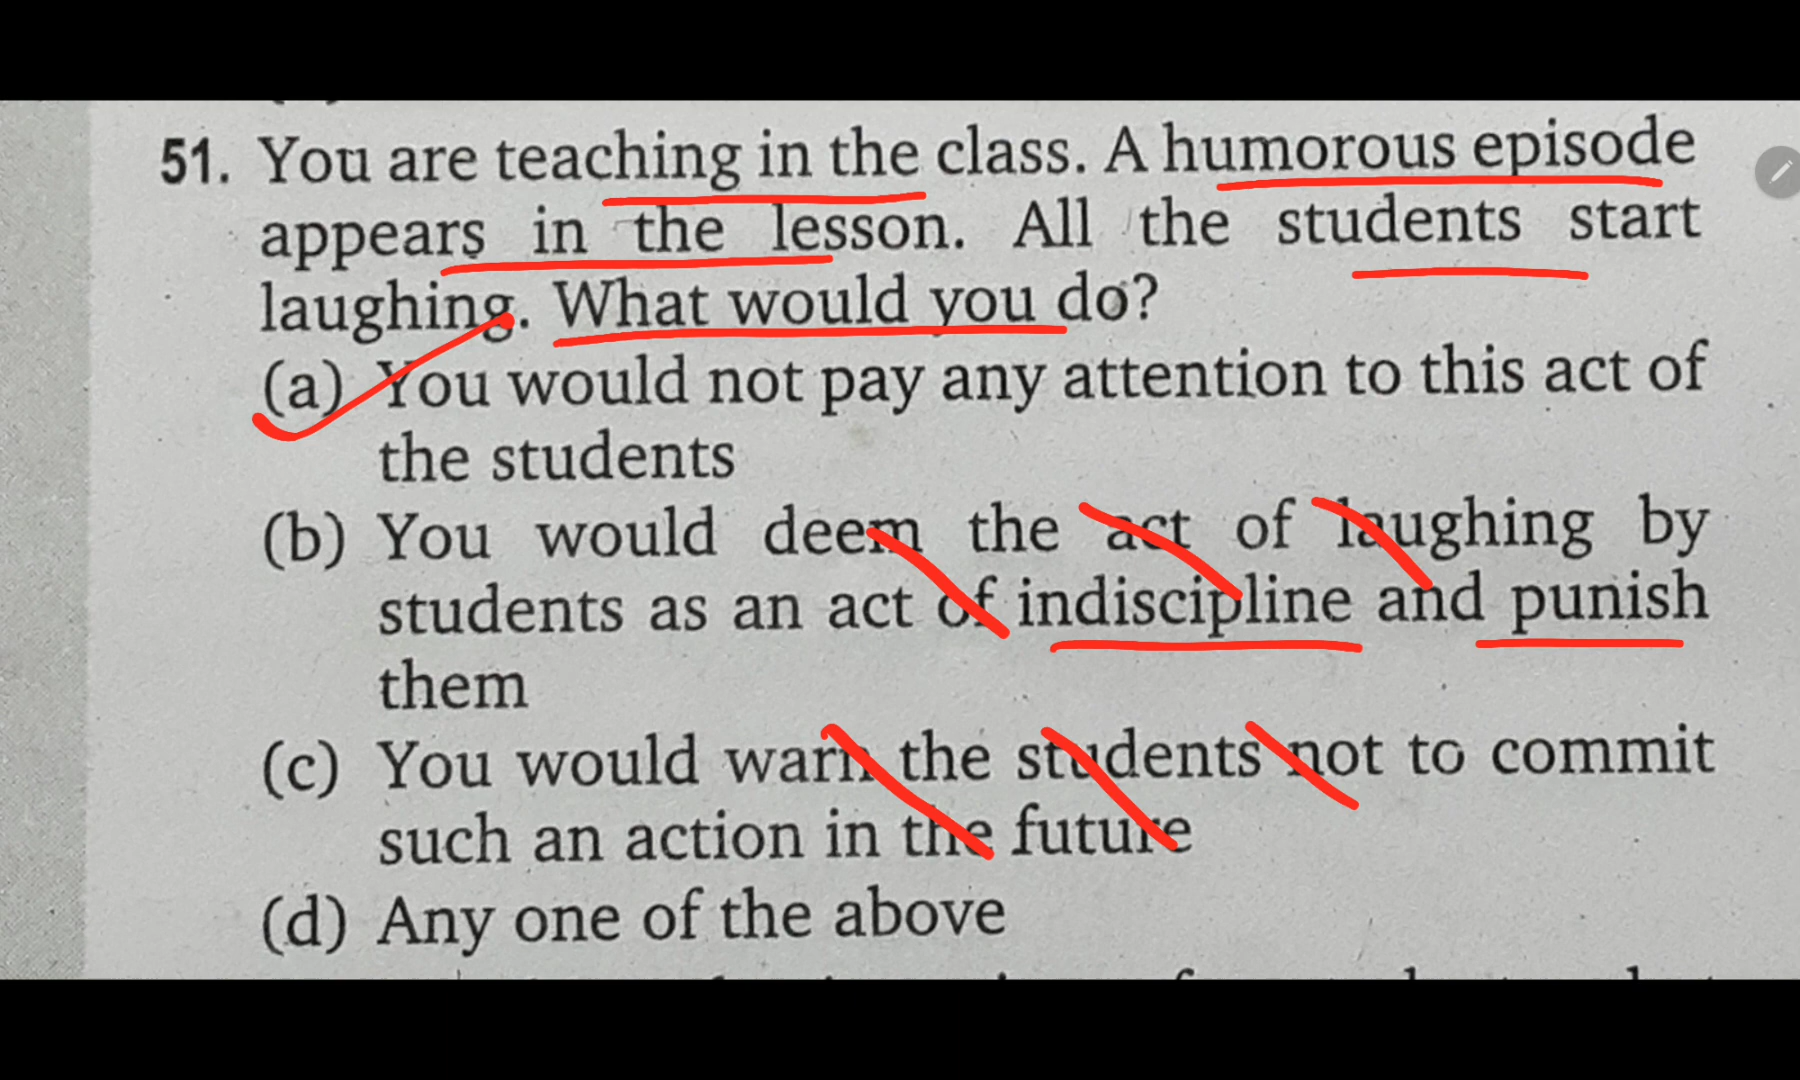 51. You are teaching in the class. A humorous episode
appears in the lesson. All the students start
laughing. What would you do?
(a) You would not pay any attention to this act of
the students
(b) You would deem the act of laughing by
students as an act of indiscipline and punish
them
(c) You would warn the students not to commit
such an action in the future
(d) Any one of the above